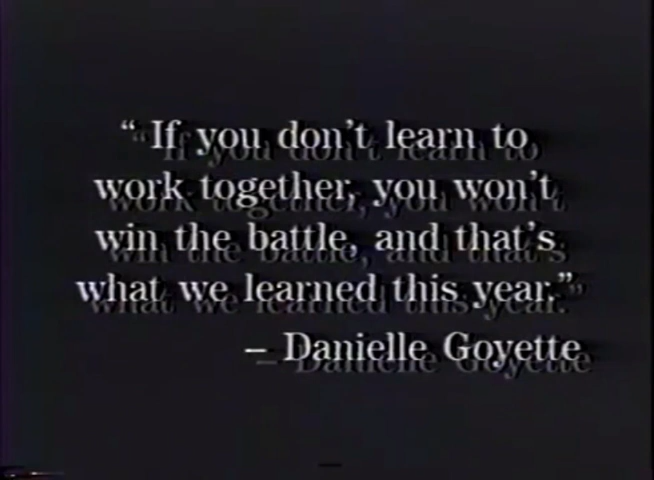 “ If you don’t learn to
work together, you won’t
win the battle, and that’s
what we learned this year.”
– Danielle Goyette